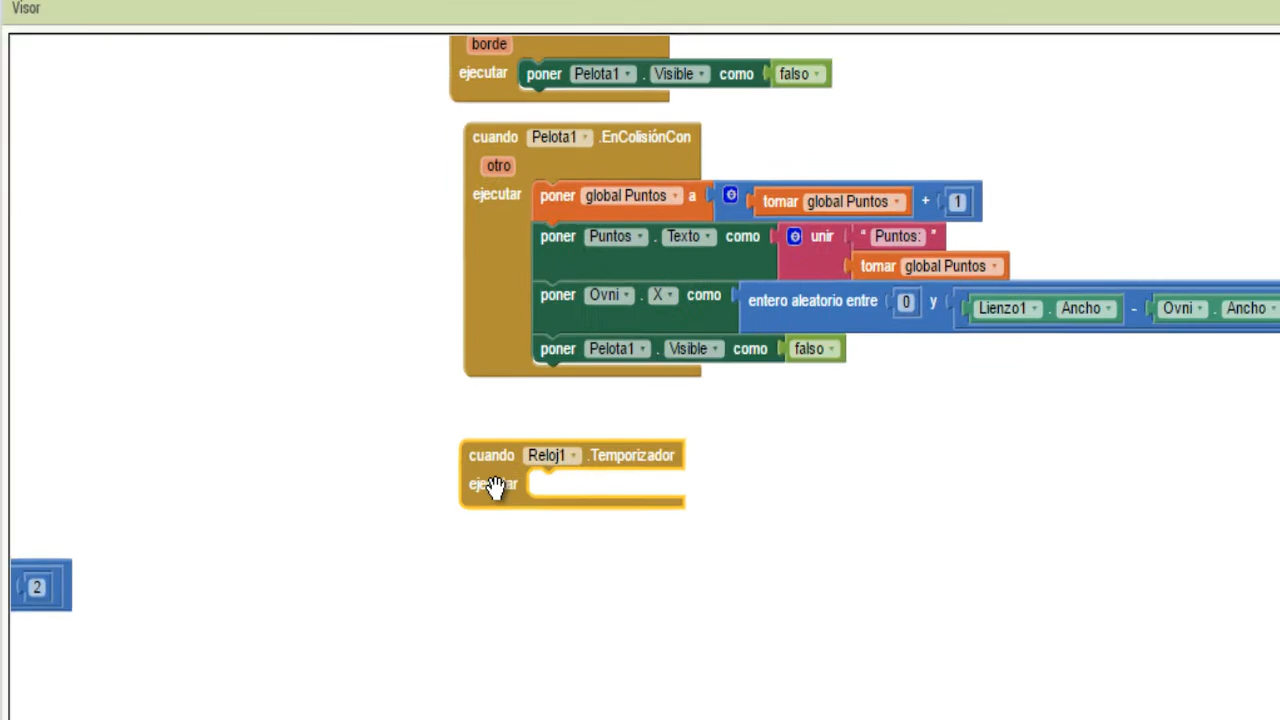 Visor
borde
ejecutar poner Pelota1 . Visible como falso
cuando Pelota1 .EnColisiónCon
otro
ejecutar poner global Puntos a tomar global Puntos + 1
poner Puntos . Texto como unir " Puntos: "
tomar global Puntos
poner Ovni . X como entero aleatorio entre 0 y Lienzo1 . Ancho - Ovni . Ancho
poner Pelota1 . Visible como falso
cuando Reloj1 .Temporizador
ejecutar
2